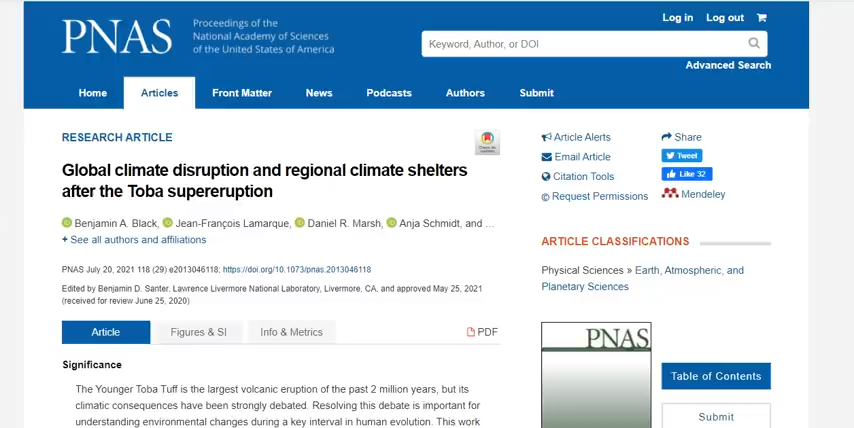 PNAS
Proceedings of the
National Academy of Sciences
of the United States of America
Log in Log out
Keyword, Author, or DOI
Advanced Search
Home Articles Front Matter News Podcasts Authors Submit
RESEARCH ARTICLE
Global climate disruption and regional climate shelters
after the Toba supereruption
Benjamin A. Black, Jean-François Lamarque, Daniel R. Marsh, Anja Schmidt, and ...
+ See all authors and affiliations
PNAS July 20, 2021 118 (29) e2013046118; https://doi.org/10.1073/pnas.2013046118
Edited by Benjamin D. Santer, Lawrence Livermore National Laboratory, Livermore, CA, and approved May 25, 2021
(received for review June 25, 2020)
Article Figures & SI Info & Metrics PDF
Significance
The Younger Toba Tuff is the largest volcanic eruption of the past 2 million years, but its
climatic consequences have been strongly debated. Resolving this debate is important for
understanding environmental changes during a key interval in human evolution. This work
Article Alerts Share
Email Article Tweet
Citation Tools Like 32
© Request Permissions Mendeley
ARTICLE CLASSIFICATIONS
Physical Sciences » Earth, Atmospheric, and
Planetary Sciences
PNAS
Table of Contents
Submit